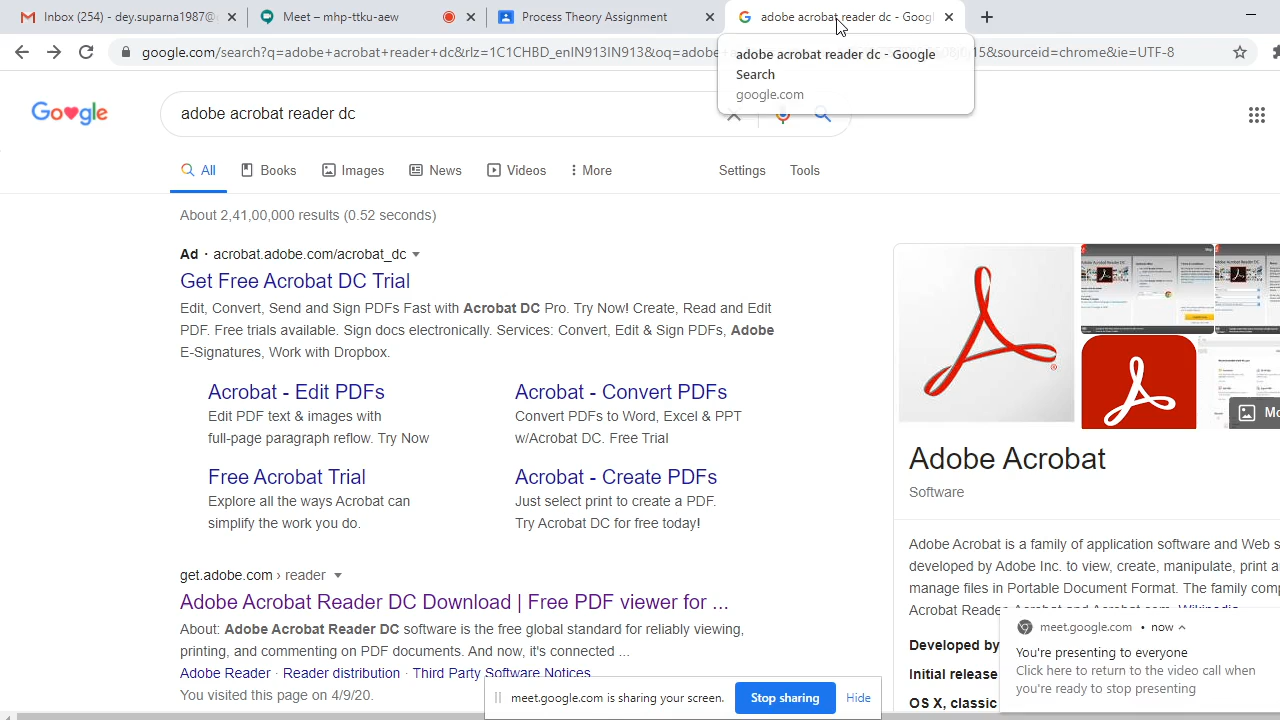 Inbox (254) - dey.suparna1987@
Meet – mhp-ttku-aew
Process Theory Assignment
adobe acrobat reader dc - Googl
google.com/search?q=adobe+acrobat+reader+dc&rlz=1C1CHBD_enIN913IN913&oq=adobe
15&sourceid=chrome&ie=UTF-8
adobe acrobat reader dc - Google
Search
google.com
Google
adobe acrobat reader dc
All
Books
Images
News
Videos
More
Settings
Tools
About 2,41,00,000 results (0.52 seconds)
Ad · acrobat.adobe.com/acrobat_dc
Get Free Acrobat DC Trial
Edit, Convert, Send and Sign PDFs Fast with Acrobat DC Pro. Try Now! Create, Read and Edit
PDF. Free trials available. Sign docs electronically. Services: Convert, Edit & Sign PDFs, Adobe
E-Signatures, Work with Dropbox.
Acrobat - Edit PDFs
Edit PDF text & images with
full-page paragraph reflow. Try Now
Acrobat - Convert PDFs
Convert PDFs to Word, Excel & PPT
w/Acrobat DC. Free Trial
Free Acrobat Trial
Explore all the ways Acrobat can
simplify the work you do.
Acrobat - Create PDFs
Just select print to create a PDF.
Try Acrobat DC for free today!
get.adobe.com › reader
Adobe Acrobat Reader DC Download | Free PDF viewer for ...
About: Adobe Acrobat Reader DC software is the free global standard for reliably viewing,
printing, and commenting on PDF documents. And now, it's connected ...
Adobe Reader · Reader distribution · Third Party Software Notices
You visited this page on 4/9/20.
Mo
Adobe Acrobat
Software
Adobe Acrobat is a family of application software and Web s
developed by Adobe Inc. to view, create, manipulate, print a
manage files in Portable Document Format. The family comp
Acrobat Reader, Acrobat and Acrobat.com. Wikipedia
Developed by
Initial release
OS X, classic
meet.google.com • now
You're presenting to everyone
Click here to return to the video call when
you're ready to stop presenting
meet.google.com is sharing your screen.
Stop sharing
Hide